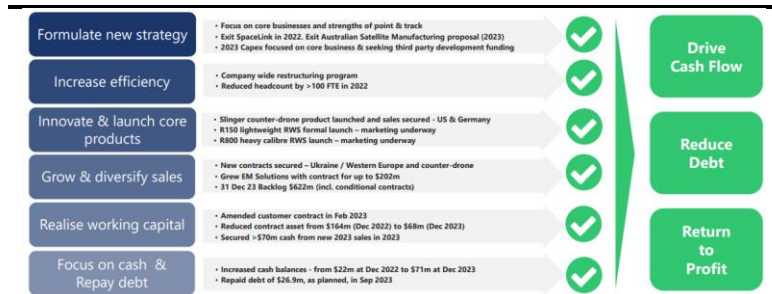 Formulate new strategy
• Focus on core businesses and strengths of point & track
• Exit SpaceLink in 2022. Exit Australian Satellite Manufacturing proposal (2023)
• 2023 Capex focused on core business & seeking third party development funding
Increase efficiency
• Company wide restructuring program
• Reduced headcount by >100 FTE in 2022
Innovate & launch core
products
• Slinger counter-drone product launched and sales secured - US & Germany
• R150 lightweight RWS formal launch – marketing underway
• R800 heavy calibre RWS launch – marketing underway
Grow & diversify sales
• New contracts secured – Ukraine / Western Europe and counter-drone
• Grew EM Solutions with contract for up to $202m
• 31 Dec 23 Backlog $622m (incl. conditional contracts)
Realise working capital
• Amended customer contract in Feb 2023
• Reduced contract asset from $164m (Dec 2022) to $68m (Dec 2023)
• Secured >$70m cash from new 2023 sales in 2023
Focus on cash &
Repay debt
• Increased cash balances - from $22m at Dec 2022 to $71m at Dec 2023
• Repaid debt of $26.9m, as planned, in Sep 2023
Drive
Cash Flow
Reduce
Debt
Return
to
Profit